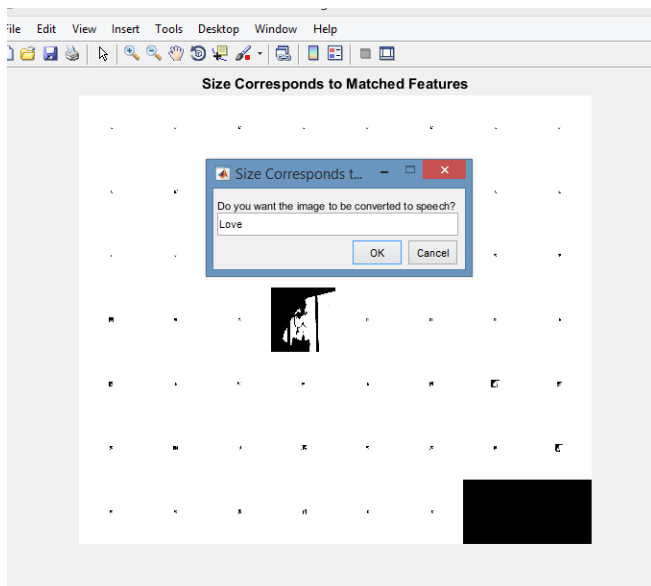 File Edit View Insert Tools Desktop Window Help
Size Corresponds to Matched Features
Size Corresponds t...
Do you want the image to be converted to speech?
Love
OK Cancel